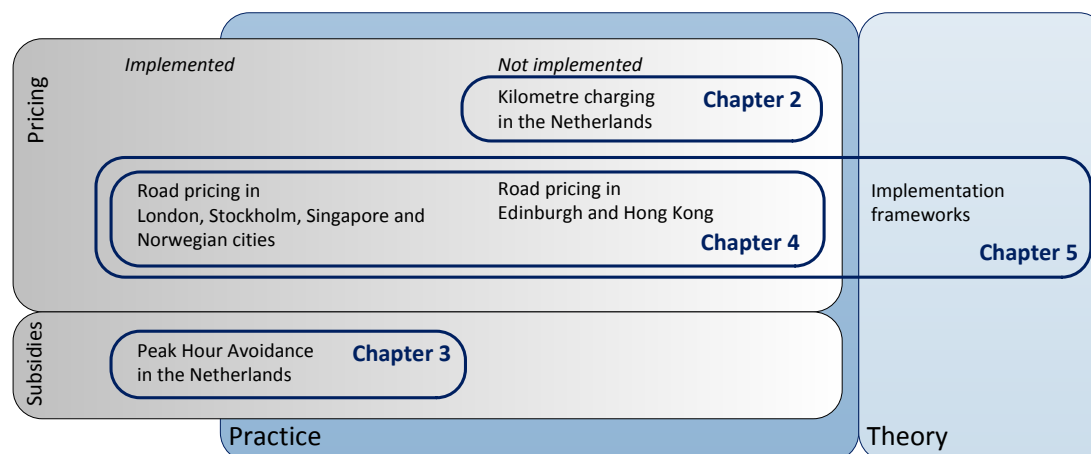 Pricing
Implemented
Not implemented
Kilometre charging
in the Netherlands
Chapter 2
Road pricing in
London, Stockholm, Singapore and
Norwegian cities
Road pricing in
Edinburgh and Hong Kong
Chapter 4
Implementation
frameworks
Chapter 5
Subsidies
Peak Hour Avoidance
in the Netherlands
Chapter 3
Practice
Theory